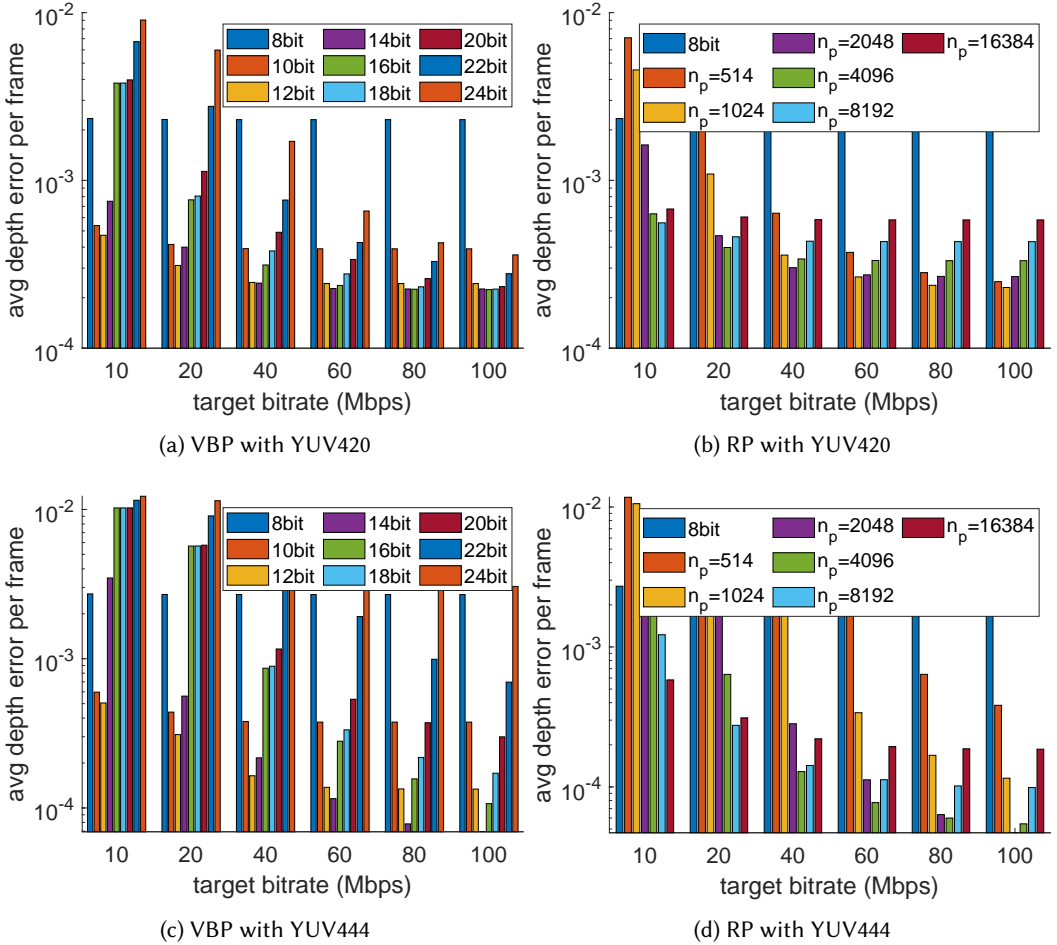 avg depth error per frame
10^-2
10^-3
10^-4
8bit 14bit 20bit
10bit 16bit 22bit
12bit 18bit 24bit
10 20 40 60 80 100
target bitrate (Mbps)
(a) VBP with YUV420
avg depth error per frame
10^-2
10^-3
10^-4
8bit n_p=2048 n_p=16384
n_p=514 n_p=4096
n_p=1024 n_p=8192
10 20 40 60 80 100
target bitrate (Mbps)
(b) RP with YUV420
avg depth error per frame
10^-2
10^-3
10^-4
8bit 14bit 20bit
10bit 16bit 22bit
12bit 18bit 24bit
10 20 40 60 80 100
target bitrate (Mbps)
(c) VBP with YUV444
avg depth error per frame
10^-2
10^-3
10^-4
8bit n_p=2048 n_p=16384
n_p=514 n_p=4096
n_p=1024 n_p=8192
10 20 40 60 80 100
target bitrate (Mbps)
(d) RP with YUV444